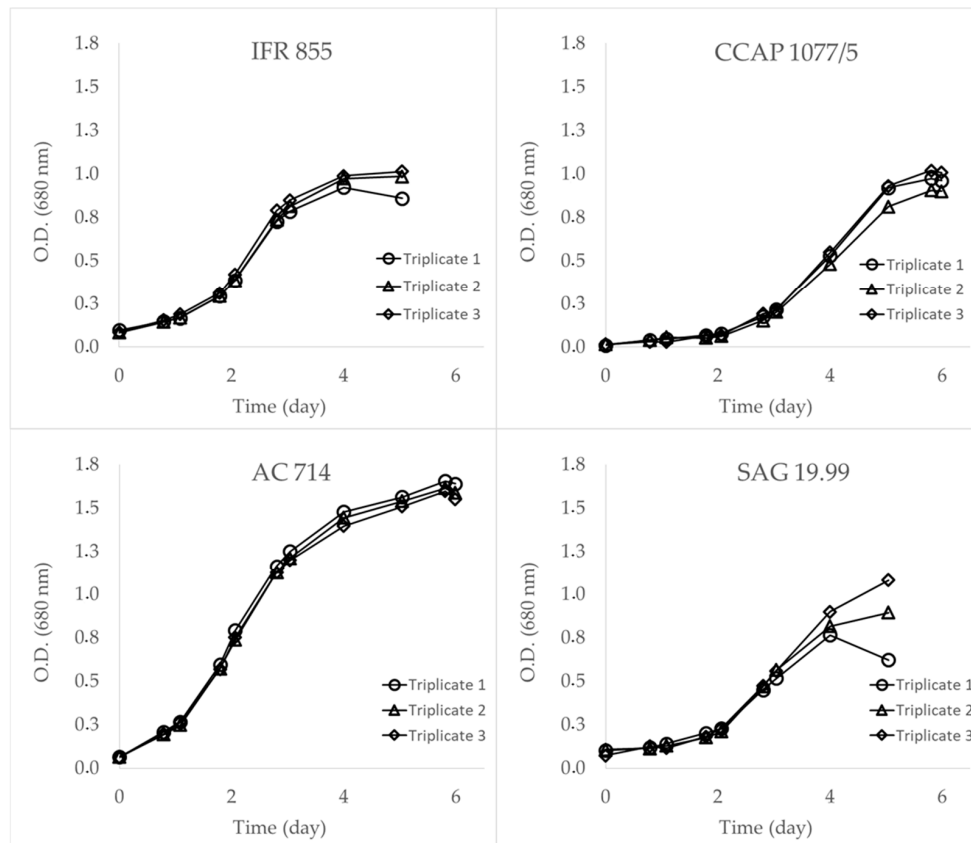 IFR 855
1.8
1.5
1.3
1.0
0.8
0.5
0.3
0.0
O.D. (680 nm)
Triplicate 1
Triplicate 2
Triplicate 3
0 2 4 6
Time (day)
CCAP 1077/5
1.8
1.5
1.3
1.0
0.8
0.5
0.3
0.0
O.D. (680 nm)
Triplicate 1
Triplicate 2
Triplicate 3
0 2 4 6
Time (day)
AC 714
1.8
1.5
1.3
1.0
0.8
0.5
0.3
0.0
O.D. (680 nm)
Triplicate 1
Triplicate 2
Triplicate 3
0 2 4 6
Time (day)
SAG 19.99
1.8
1.5
1.3
1.0
0.8
0.5
0.3
0.0
O.D. (680 nm)
Triplicate 1
Triplicate 2
Triplicate 3
0 2 4 6
Time (day)